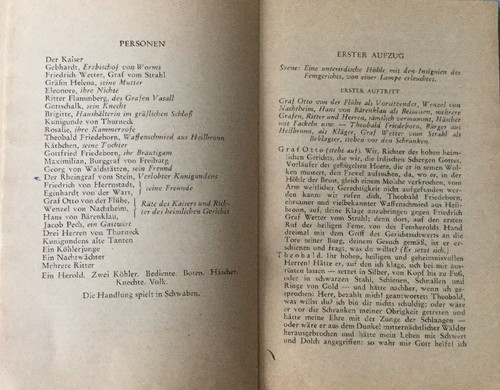 PERSONEN
Der Kaiser
Gebhardt, Erzbischof von Worms
Friedrich Wetter, Graf vom Strahl
Gräfin Helena, seine Mutter
Eleonore, ihre Nichte
Ritter Flammberg, des Grafen Vasall
Gottschalk, sein Knecht
Brigitte, Haushälterin im gräflichen Schloß
Kunigunde von Thurneck
Rosalie, ihre Kammerzofe
Theobald Friedeborn, Waffenschmied aus Heilbronn
Käthchen, seine Tochter
Gottfried Friedeborn, ihr Bräutigam
Maximilian, Burggraf von Freiburg
Georg von Waldstätten, sein Freund
Der Rheingraf vom Stein, Verlobter Kunigundens
Friedrich von Herrnstadt,
Eginhardt von der Wart, } seine Freunde
Graf Otto von der Flühe,
Wenzel von Nachtheim, } Räte des Kaisers und Rich-
Hans von Bärenklau, ter des heimlichen Gerichts
Jacob Pech, ein Gastwirt
Drei Herren von Thurneck
Kunigundens alte Tanten
Ein Köhlerjunge
Ein Nachtwächter
Mehrere Ritter
Ein Herold. Zwei Köhler. Bediente. Boten. Häscher.
Knechte. Volk.
Die Handlung spielt in Schwaben.
ERSTER AUFZUG
Szene: Eine unterirdische Höhle mit den Insignien des
Femgerichts, von einer Lampe erleuchtet.
ERSTER AUFTRITT
Graf Otto von der Flühe als Vorsitzender, Wenzel von
Nachtheim, Hans von Bärenklau als Beisassen, mehrere
Grafen, Ritter und Herren, sämtlich vermummt, Häscher
mit Fackeln usw. — Theobald Friedeborn, Bürger aus
Heilbronn, als Kläger, Graf Wetter vom Strahl als
Beklagter, stehen vor den Schranken.
Graf Otto (steht auf). Wir, Richter des hohen,
heimlichen Gerichts, die wir, die irdischen Schergen Gottes,
Vorläufer der geflügelten Heere, die er in seinen Wolken
mustert, den Frevel aufsuchen, da, wo er, in der
Höhle der Brust, gleich einem Molche verkrochen, vom
Arm weltlicher Gerechtigkeit nicht aufgefunden werden
kann: wir rufen dich, Theobald Friedeborn,
ehrsamer und vielbekannter Waffenschmied aus Heilbronn
auf, deine Klage anzubringen gegen Friedrich
Graf Wetter vom Strahle; denn dort, auf den ersten
Ruf der heiligen Feme, von des Femherolds Hand
dreimal mit dem Griff des Gerichtsschwerts an die
Tore seiner Burg, deinem Gesuch gemäß, ist er erschienen
und fragt, was du willst? (Er setzt sich.)
Theobald. Ihr hohen, heiligen und geheimnisvollen
Herren! Hätte er, auf den ich klage, sich bei mir ausrüsten
lassen — setzet in Silber, von Kopf bis zu Fuß,
oder in schwarzen Stahl, Schienen, Schnallen und
Ringe von Gold — und hätte nachher, wenn ich gesprochen:
Herr, bezahlt mich! geantwortet: Theobald,
was willst du? ich bin dir nichts schuldig; oder wäre er
vor die Schranken meiner Obrigkeit getreten und
hätte meine Ehre mit der Zunge der Schlangen —
oder wäre er aus dem Dunkel mitternächtlicher Wälder
herausgebrochen und hätte mein Leben mit Schwert
und Dolch angegriffen: so wahr mir Gott helfe! ich